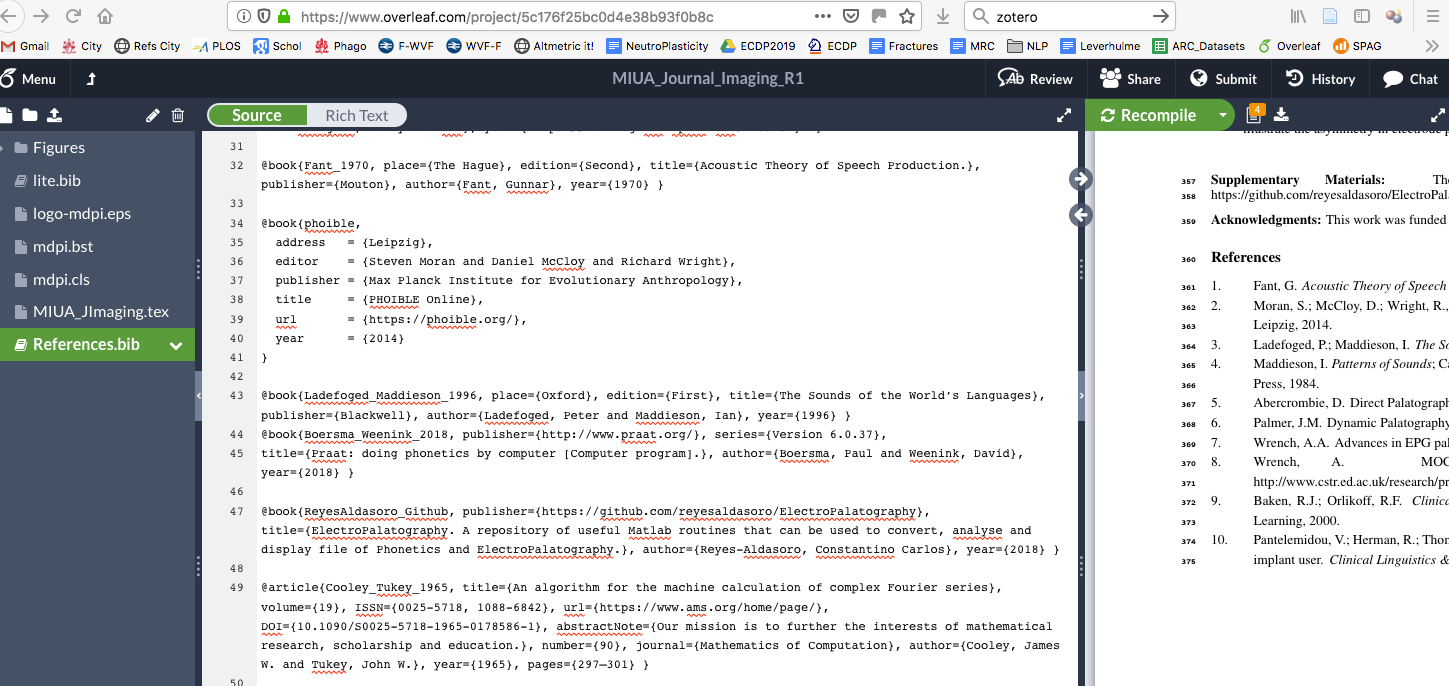 https://www.overleaf.com/project/5c176f25bc0d4e38b93f0b8c
zotero
Gmail City Refs City PLOS Schol Phago F-WVF WVF-F Altmetric it! NeutroPlasticity ECDP2019 ECDP Fractures MRC NLP Leverhulme ARC_Datasets Overleaf SPAG
Menu MIUA_Journal_Imaging_R1 Ab Review Share Submit History Chat
Source Rich Text Recompile 4
Figures
lite.bib
logo-mdpi.eps
mdpi.bst
mdpi.cls
MIUA_JImaging.tex
References.bib
31
32 @book{Fant_1970, place={The Hague}, edition={Second}, title={Acoustic Theory of Speech Production.},
publisher={Mouton}, author={Fant, Gunnar}, year={1970} }
33
34 @book{phoible,
35 address = {Leipzig},
36 editor = {Steven Moran and Daniel McCloy and Richard Wright},
37 publisher = {Max Planck Institute for Evolutionary Anthropology},
38 title = {PHOIBLE Online},
39 url = {https://phoible.org/},
40 year = {2014}
41 }
42
43 @book{Ladefoged_Maddieson_1996, place={Oxford}, edition={First}, title={The Sounds of the World's Languages},
publisher={Blackwell}, author={Ladefoged, Peter and Maddieson, Ian}, year={1996} }
44 @book{Boersma_Weenink_2018, publisher={http://www.praat.org/}, series={Version 6.0.37},
45 title={Praat: doing phonetics by computer [Computer program].}, author={Boersma, Paul and Weenink, David},
year={2018} }
46
47 @book{ReyesAldasoro_Github, publisher={https://github.com/reyesaldasoro/ElectroPalatography},
title={ElectroPalatography. A repository of useful Matlab routines that can be used to convert, analyse and
display file of Phonetics and ElectroPalatography.}, author={Reyes-Aldasoro, Constantino Carlos}, year={2018} }
48
49 @article{Cooley_Tukey_1965, title={An algorithm for the machine calculation of complex Fourier series},
volume={19}, ISSN={0025-5718, 1088-6842}, url={https://www.ams.org/home/page/},
DOI={10.1090/S0025-5718-1965-0178586-1}, abstractNote={Our mission is to further the interests of mathematical
research, scholarship and education.}, number={90}, journal={Mathematics of Computation}, author={Cooley, James
W. and Tukey, John W.}, year={1965}, pages={297–301} }
50
illustrate the asymmetry in electrode
357 Supplementary Materials: Th
358 https://github.com/reyesaldasoro/ElectroPal
359 Acknowledgments: This work was funded
360 References
361 1. Fant, G. Acoustic Theory of Speech
362 2. Moran, S.; McCloy, D.; Wright, R.,
363 Leipzig, 2014.
364 3. Ladefoged, P.; Maddieson, I. The So
365 4. Maddieson, I. Patterns of Sounds; Ca
366 Press, 1984.
367 5. Abercrombie, D. Direct Palatograph
368 6. Palmer, J.M. Dynamic Palatography
369 7. Wrench, A.A. Advances in EPG pal
370 8. Wrench, A. MOC
371 http://www.cstr.ed.ac.uk/research/pr
372 9. Baken, R.J.; Orlikoff, R.F. Clinica
373 Learning, 2000.
374 10. Pantelemidou, V.; Herman, R.; Thom
375 implant user. Clinical Linguistics &